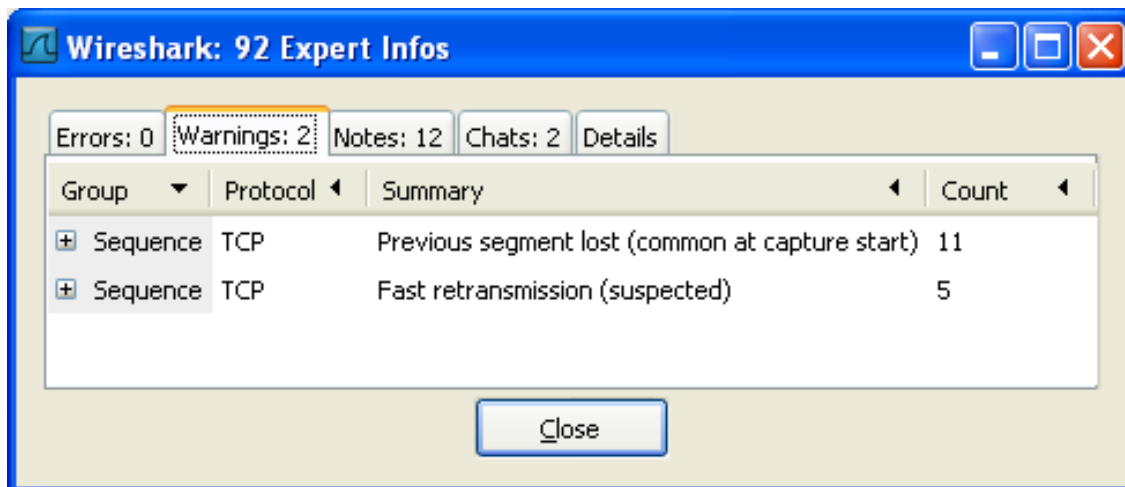 Wireshark: 92 Expert Infos
Errors: 0 Warnings: 2 Notes: 12 Chats: 2 Details
Group Protocol Summary Count
Sequence TCP Previous segment lost (common at capture start) 11
Sequence TCP Fast retransmission (suspected) 5
Close